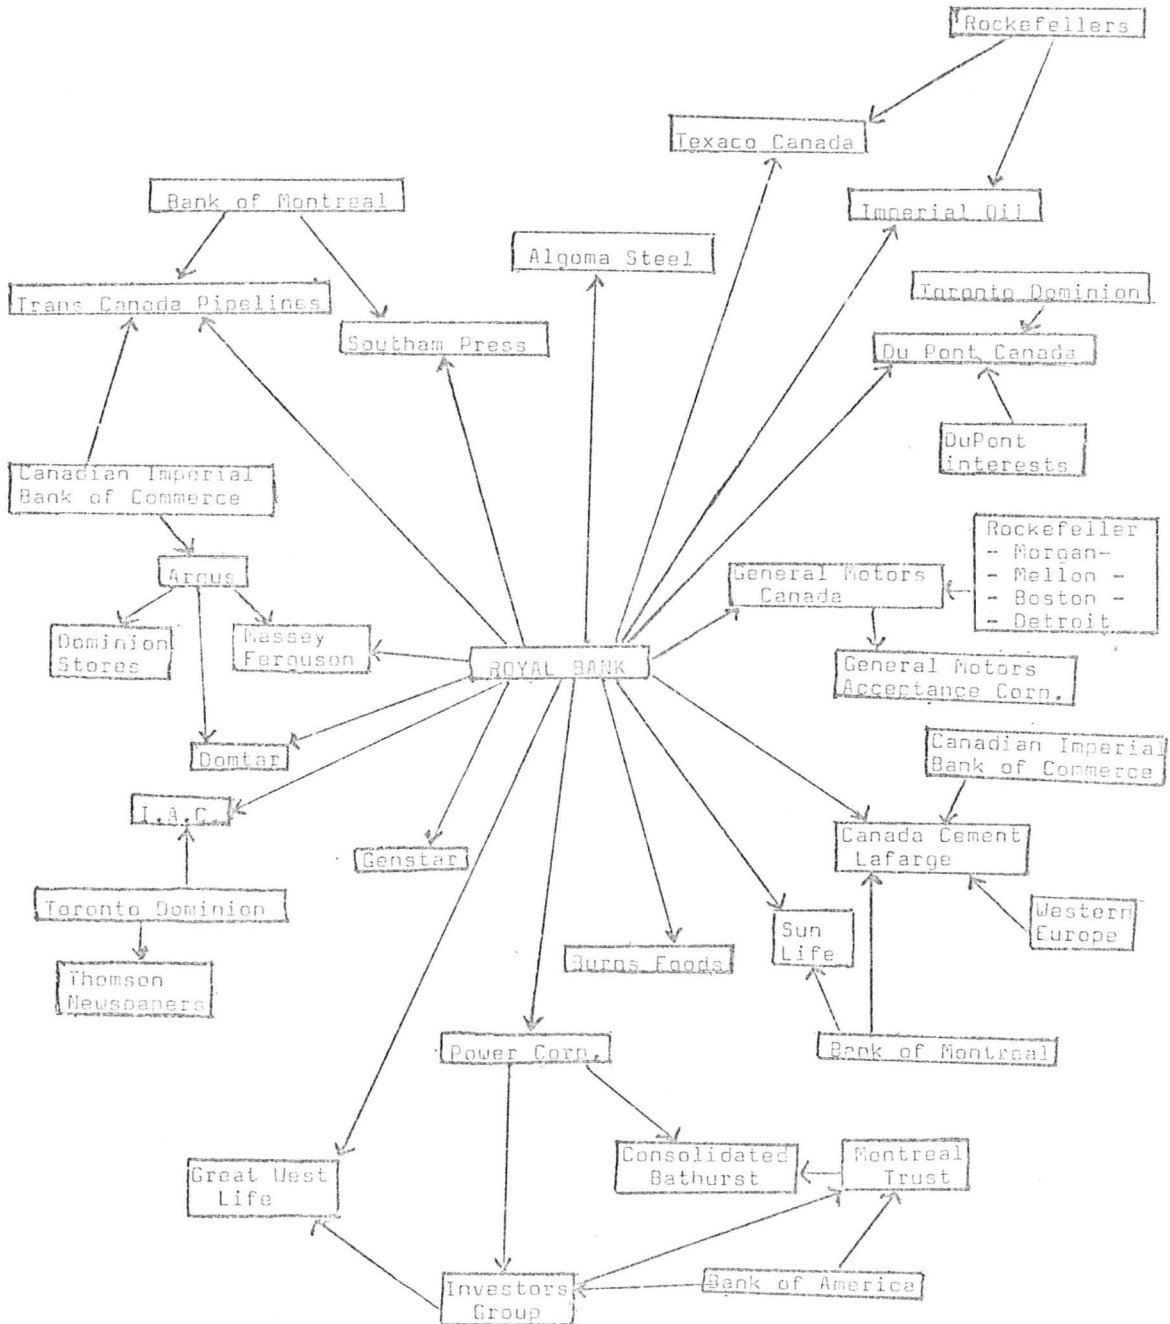 Rockefellers
Texaco Canada
Bank of Montreal
Imperial Oil
Algoma Steel
Trans Canada Pipelines
Toronto Dominion
Southam Press
Du Pont Canada
DuPont
interests
Canadian Imperial
Bank of Commerce
Rockefeller
- Morgan-
- Mellon -
- Boston -
- Detroit
Argus
General Motors
Canada
Dominion
Stores
Massey
Ferguson
ROYAL BANK
General Motors
Acceptance Corp.
Domtar
Canadian Imperial
Bank of Commerce
I.A.C.
Canada Cement
Lafarge
Genstar
Toronto Dominion
Sun
Life
Western
Europe
Burns Foods
Thomson
Newspapers
Power Corp.
Bank of Montreal
Consolidated
Bathurst
Montreal
Trust
Great West
Life
Investors
Group
Bank of America